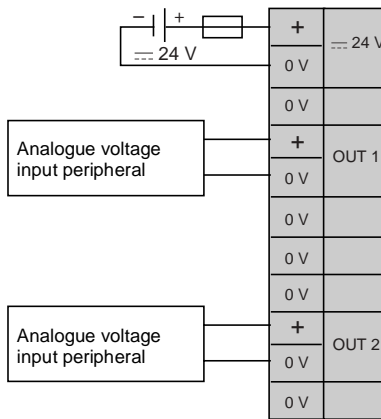 − + +
⎓ 24 V
⎓ 24 V
0 V
0 V
Analogue voltage
input peripheral
+
OUT 1
0 V
0 V
0 V
0 V
Analogue voltage
input peripheral
+
OUT 2
0 V
0 V